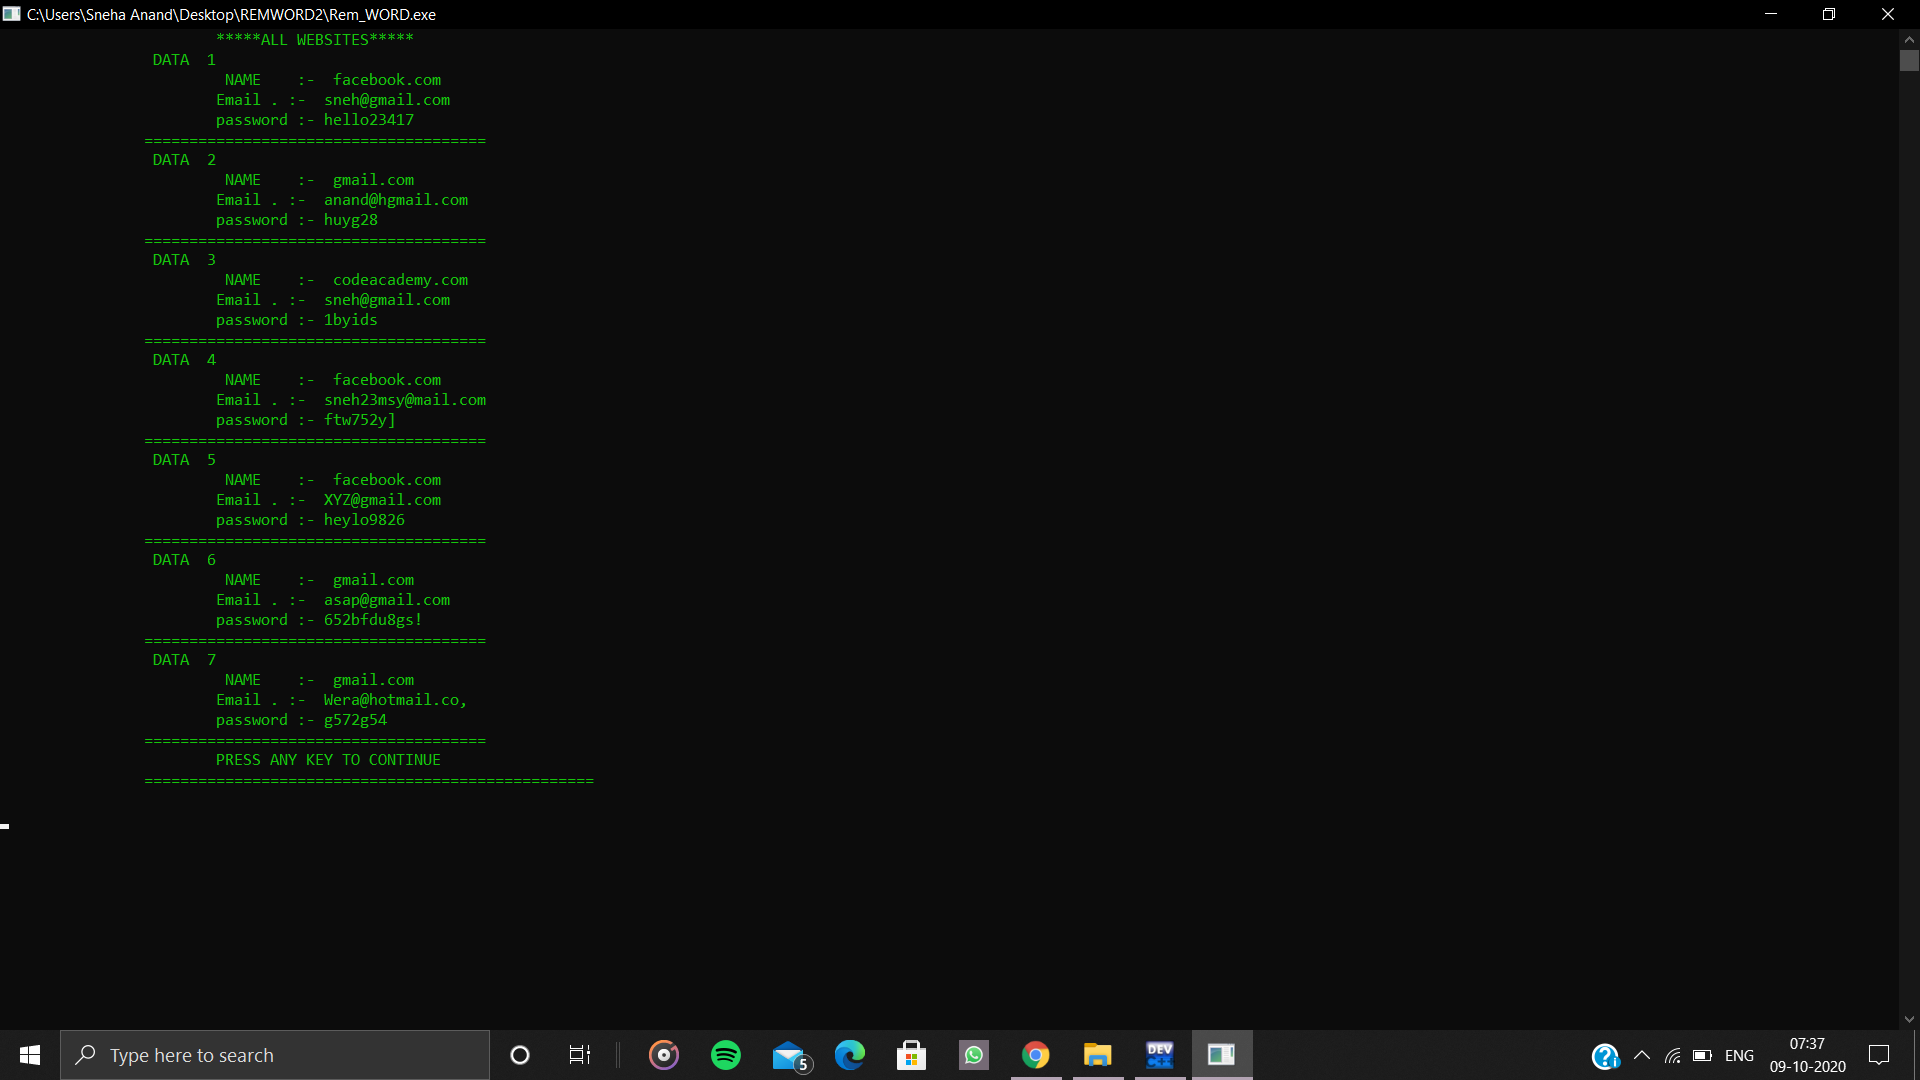 C:\Users\Sneha Anand\Desktop\REMWORD2\Rem_WORD.exe
*****ALL WEBSITES*****
DATA  1
NAME    :-  facebook.com
Email . :-  sneh@gmail.com
password :- hello23417
======================================
DATA  2
NAME    :-  gmail.com
Email . :-  anand@hgmail.com
password :- huyg28
======================================
DATA  3
NAME    :-  codeacademy.com
Email . :-  sneh@gmail.com
password :- 1byids
======================================
DATA  4
NAME    :-  facebook.com
Email . :-  sneh23msy@mail.com
password :- ftw752y]
======================================
DATA  5
NAME    :-  facebook.com
Email . :-  XYZ@gmail.com
password :- heylo9826
======================================
DATA  6
NAME    :-  gmail.com
Email . :-  asap@gmail.com
password :- 652bfdu8gs!
======================================
DATA  7
NAME    :-  gmail.com
Email . :-  Wera@hotmail.co,
password :- g572g54
======================================
PRESS ANY KEY TO CONTINUE
==================================================
Type here to search
5
DEV
C++
ENG
07:37
09-10-2020